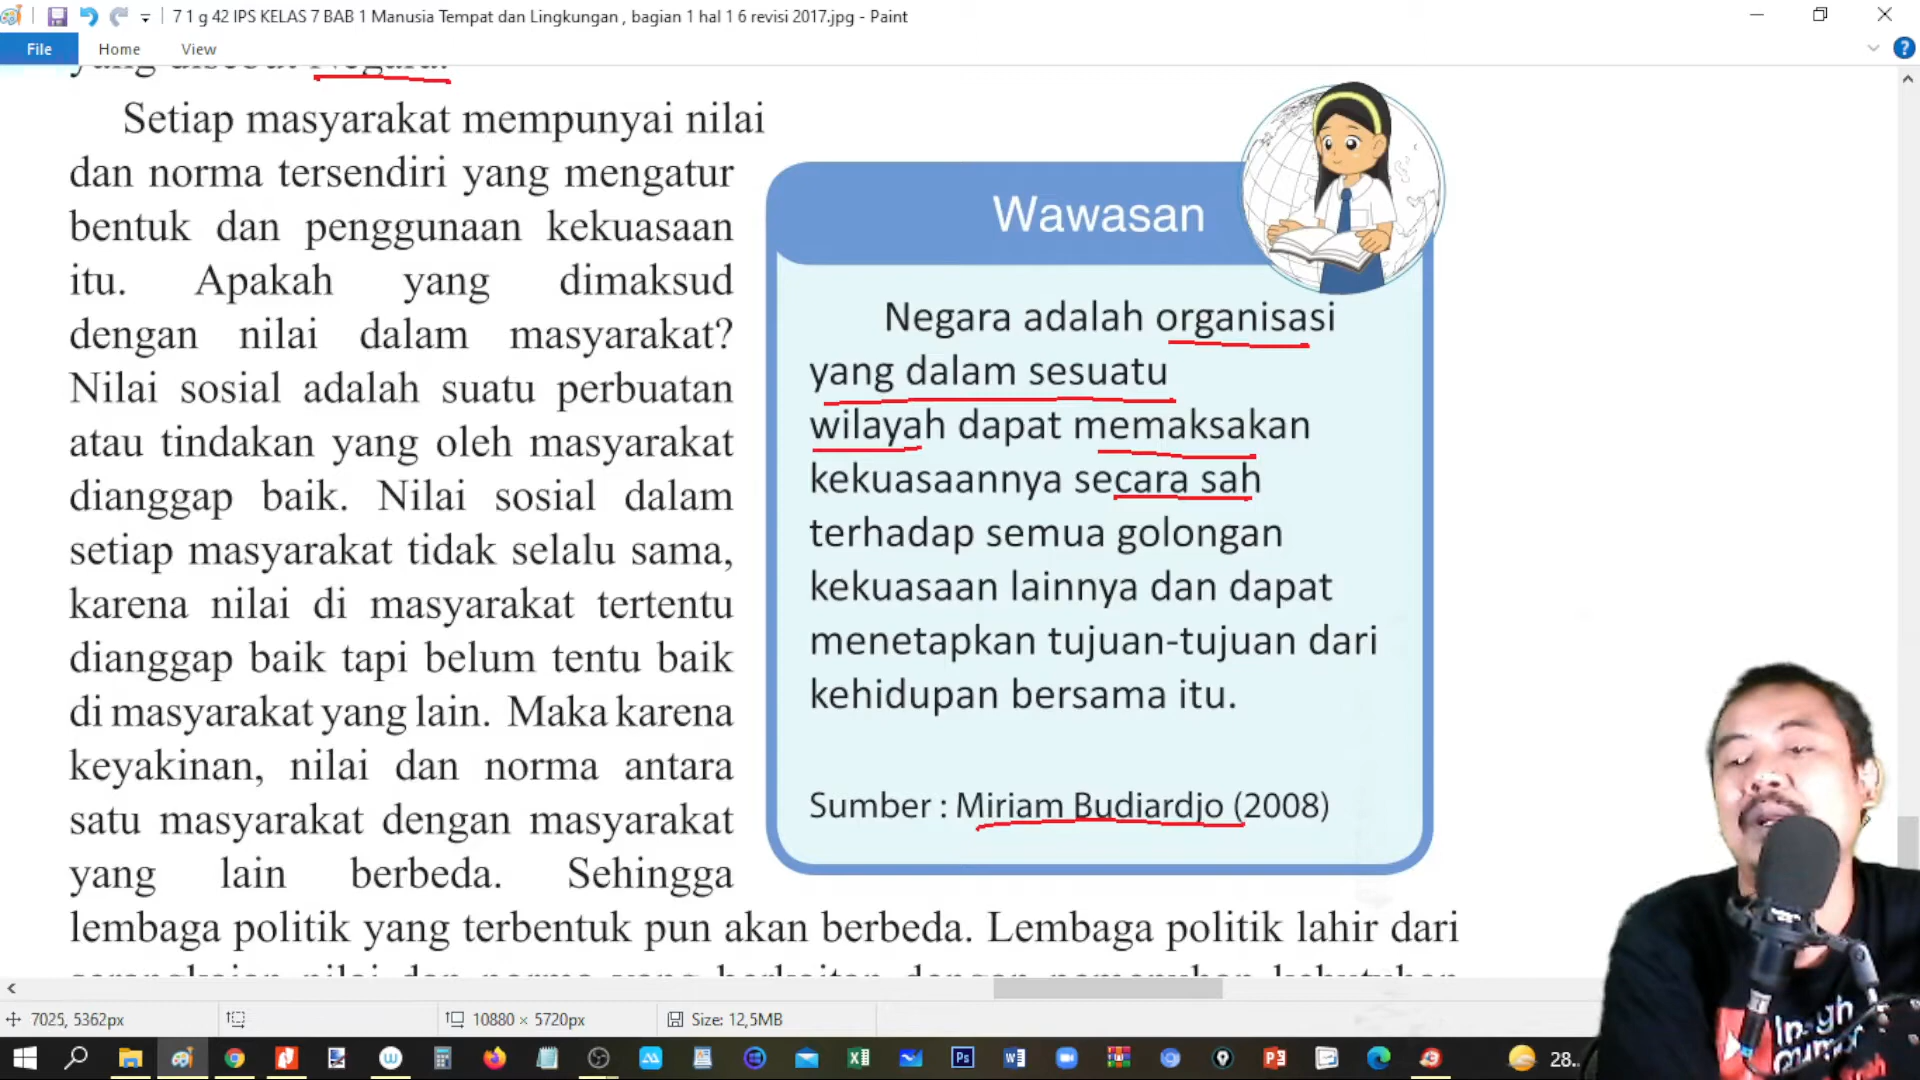 7 1 g 42 IPS KELAS 7 BAB 1 Manusia Tempat dan Lingkungan , bagian 1 hal 1 6 revisi 2017.jpg - Paint
File Home View
yang disebut Negara.
Setiap masyarakat mempunyai nilai
dan norma tersendiri yang mengatur
bentuk dan penggunaan kekuasaan
itu. Apakah yang dimaksud
dengan nilai dalam masyarakat?
Nilai sosial adalah suatu perbuatan
atau tindakan yang oleh masyarakat
dianggap baik. Nilai sosial dalam
setiap masyarakat tidak selalu sama,
karena nilai di masyarakat tertentu
dianggap baik tapi belum tentu baik
di masyarakat yang lain. Maka karena
keyakinan, nilai dan norma antara
satu masyarakat dengan masyarakat
yang lain berbeda. Sehingga
lembaga politik yang terbentuk pun akan berbeda. Lembaga politik lahir dari
Wawasan
Negara adalah organisasi
yang dalam sesuatu
wilayah dapat memaksakan
kekuasaannya secara sah
terhadap semua golongan
kekuasaan lainnya dan dapat
menetapkan tujuan-tujuan dari
kehidupan bersama itu.
Sumber : Miriam Budiardjo (2008)
7025, 5362px
10880 × 5720px
Size: 12,5MB
28...